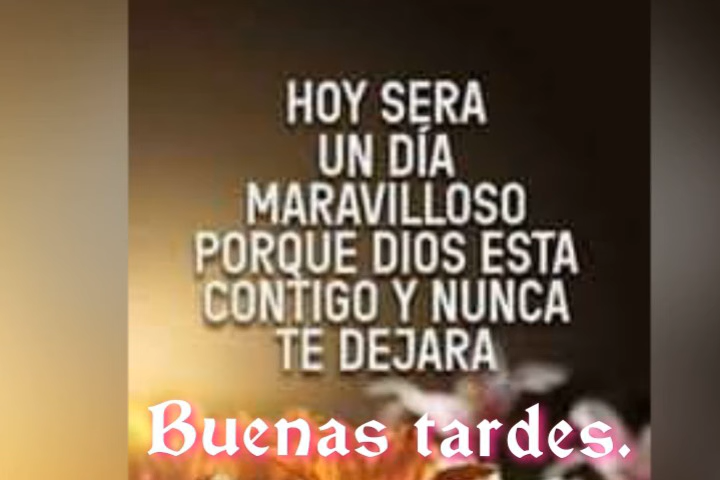 HOY SERA
UN DÍA
MARAVILLOSO
PORQUE DIOS ESTA
CONTIGO Y NUNCA
TE DEJARA
Buenas tardes.